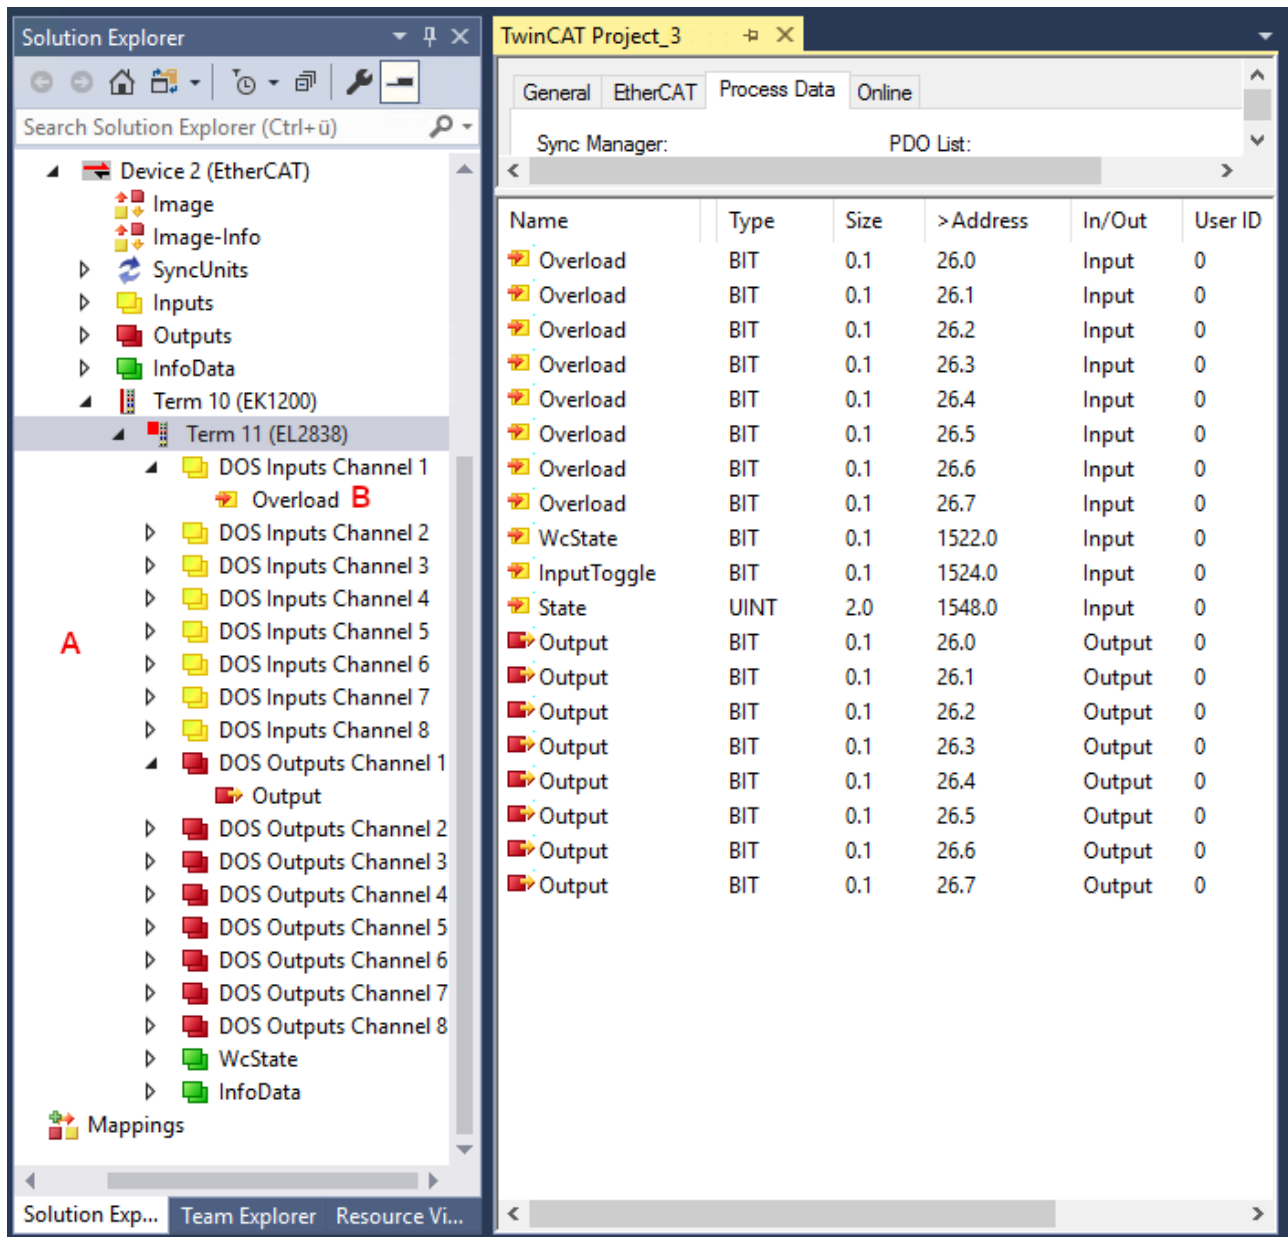 Solution Explorer
Search Solution Explorer (Ctrl+ü)
Device 2 (EtherCAT)
Image
Image-Info
SyncUnits
Inputs
Outputs
InfoData
Term 10 (EK1200)
Term 11 (EL2838)
DOS Inputs Channel 1
Overload B
DOS Inputs Channel 2
DOS Inputs Channel 3
DOS Inputs Channel 4
DOS Inputs Channel 5
A
DOS Inputs Channel 6
DOS Inputs Channel 7
DOS Inputs Channel 8
DOS Outputs Channel 1
Output
DOS Outputs Channel 2
DOS Outputs Channel 3
DOS Outputs Channel 4
DOS Outputs Channel 5
DOS Outputs Channel 6
DOS Outputs Channel 7
DOS Outputs Channel 8
WcState
InfoData
Mappings
Solution Exp... Team Explorer Resource Vi...
TwinCAT Project_3
General EtherCAT Process Data Online
Sync Manager: PDO List:
Name Type Size >Address In/Out User ID
Overload BIT 0.1 26.0 Input 0
Overload BIT 0.1 26.1 Input 0
Overload BIT 0.1 26.2 Input 0
Overload BIT 0.1 26.3 Input 0
Overload BIT 0.1 26.4 Input 0
Overload BIT 0.1 26.5 Input 0
Overload BIT 0.1 26.6 Input 0
Overload BIT 0.1 26.7 Input 0
WcState BIT 0.1 1522.0 Input 0
InputToggle BIT 0.1 1524.0 Input 0
State UINT 2.0 1548.0 Input 0
Output BIT 0.1 26.0 Output 0
Output BIT 0.1 26.1 Output 0
Output BIT 0.1 26.2 Output 0
Output BIT 0.1 26.3 Output 0
Output BIT 0.1 26.4 Output 0
Output BIT 0.1 26.5 Output 0
Output BIT 0.1 26.6 Output 0
Output BIT 0.1 26.7 Output 0